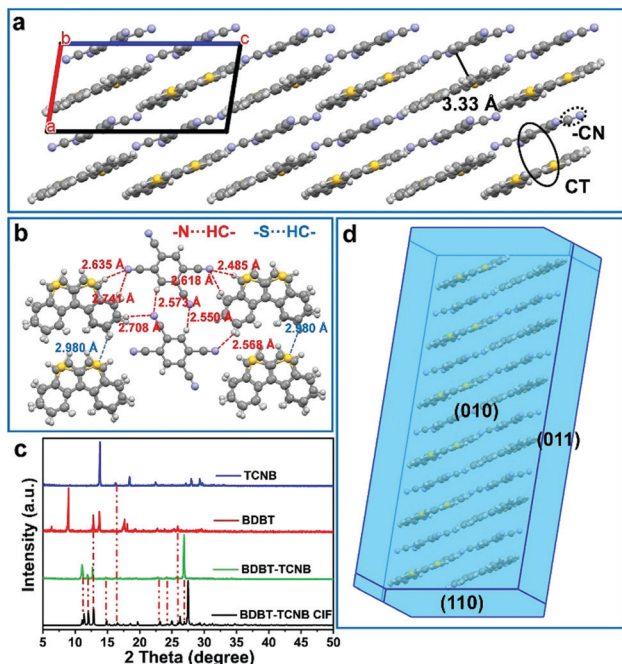 a
b
c
a
3.33 Å
-CN
CT
b
-N···HC-
-S···HC-
2.635 Å
2.618 Å
2.485 Å
2.741 Å
2.573 Å
2.708 Å
2.550 Å
2.980 Å
2.980 Å
2.568 Å
c
Intensity (a.u.)
TCNB
BDBT
BDBT-TCNB
BDBT-TCNB CIF
5 10 15 20 25 30 35 40 45 50
2 Theta (degree)
d
(010)
(011)
(110)